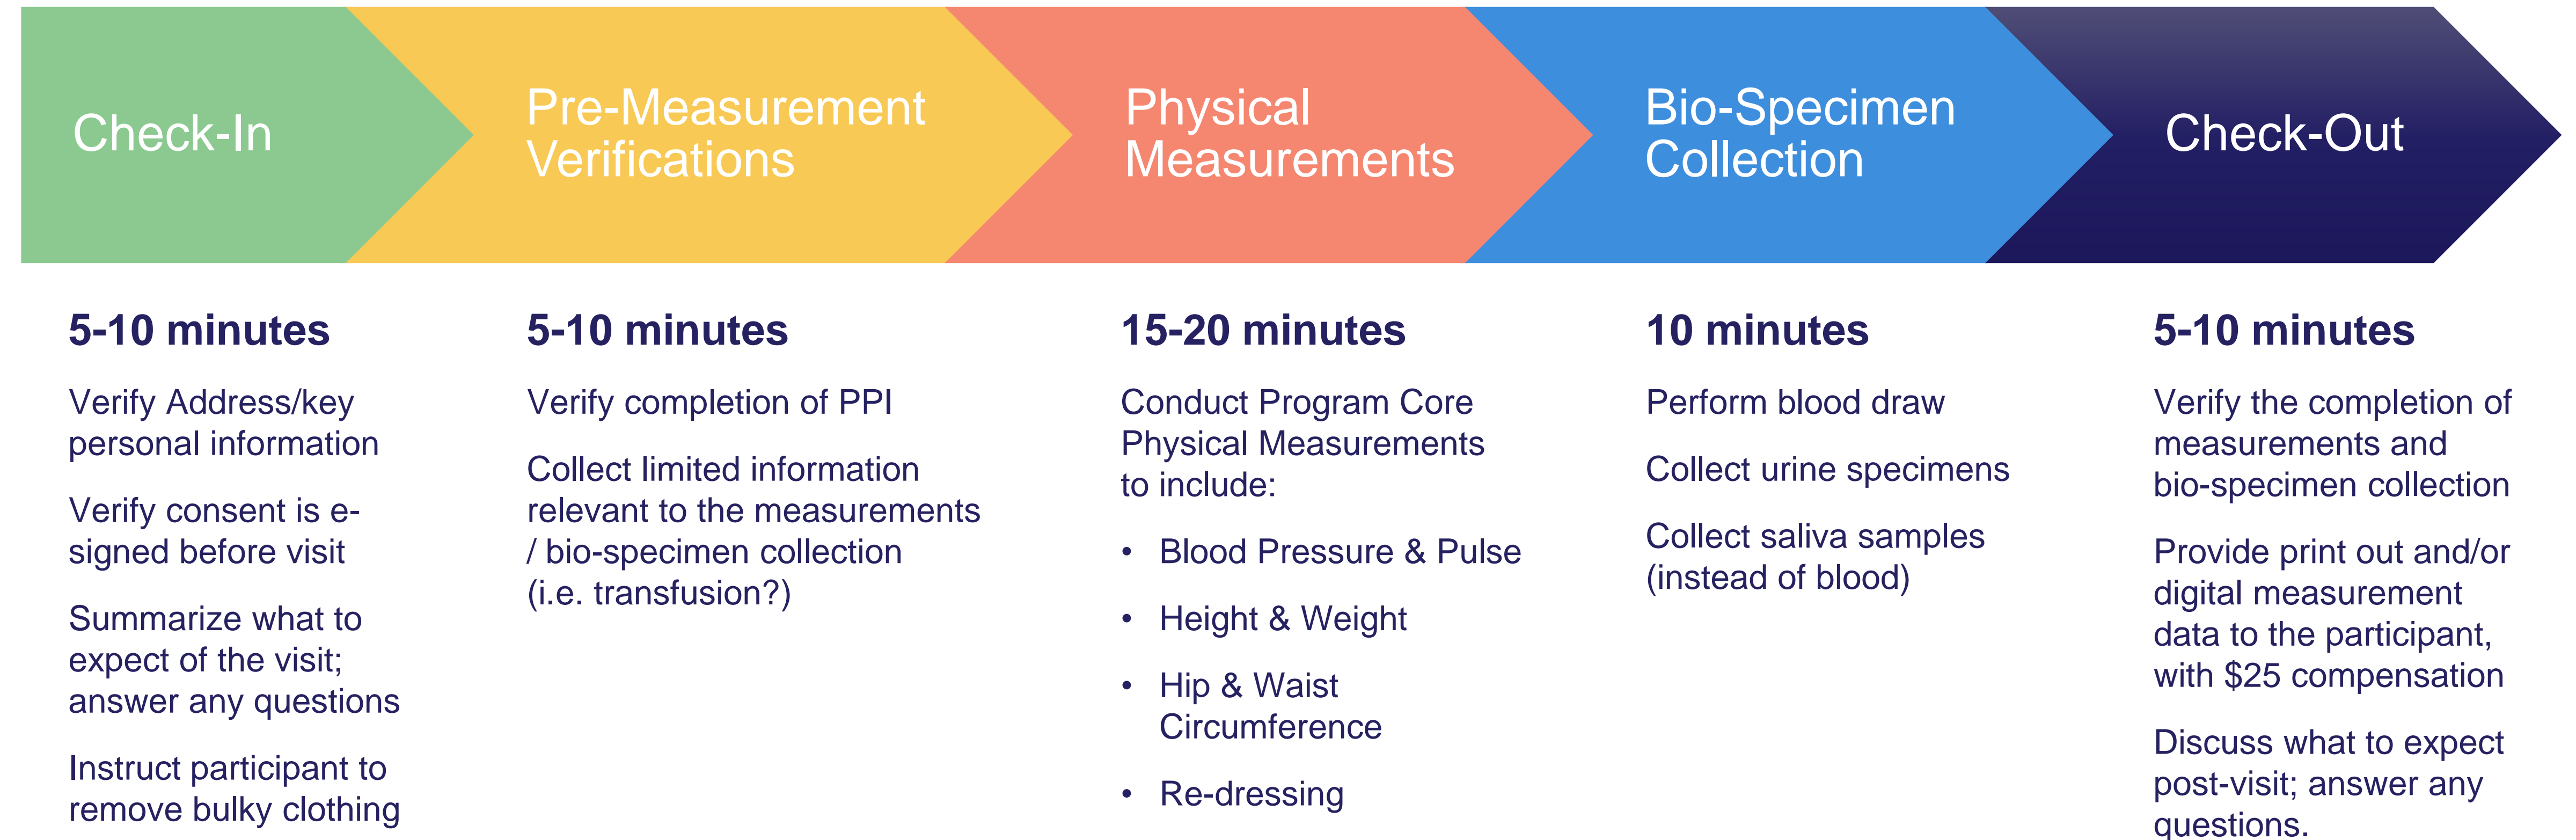 Check-In
Pre-Measurement
Verifications
Physical
Measurements
Bio-Specimen
Collection
Check-Out
5-10 minutes
Verify Address/key
personal information
Verify consent is e-
signed before visit
Summarize what to
expect of the visit;
answer any questions
Instruct participant to
remove bulky clothing
5-10 minutes
Verify completion of PPI
Collect limited information
relevant to the measurements
/ bio-specimen collection
(i.e. transfusion?)
15-20 minutes
Conduct Program Core
Physical Measurements
to include:
• Blood Pressure & Pulse
• Height & Weight
• Hip & Waist
Circumference
• Re-dressing
10 minutes
Perform blood draw
Collect urine specimens
Collect saliva samples
(instead of blood)
5-10 minutes
Verify the completion of
measurements and
bio-specimen collection
Provide print out and/or
digital measurement
data to the participant,
with $25 compensation
Discuss what to expect
post-visit; answer any
questions.